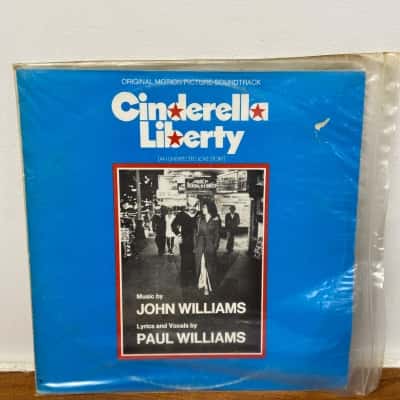 ORIGINAL MOTION PICTURE SOUNDTRACK
Cinderella
Liberty
(AN UNEXPECTED LOVE STORY)
Music by
JOHN WILLIAMS
Lyrics and Vocals by
PAUL WILLIAMS